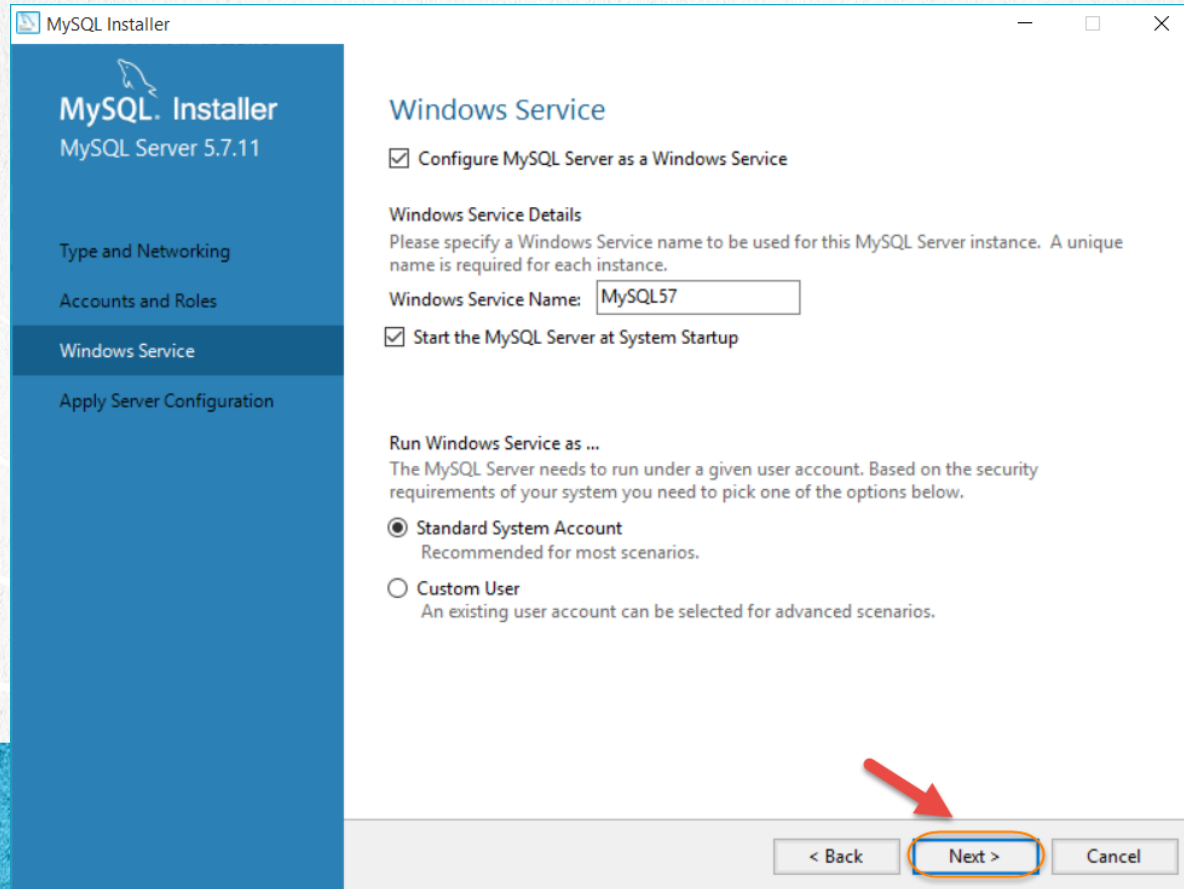 MySQL Installer
MySQL. Installer
MySQL Server 5.7.11
Type and Networking
Accounts and Roles
Windows Service
Apply Server Configuration
Windows Service
Configure MySQL Server as a Windows Service
Windows Service Details
Please specify a Windows Service name to be used for this MySQL Server instance. A unique
name is required for each instance.
Windows Service Name: MySQL57
Start the MySQL Server at System Startup
Run Windows Service as ...
The MySQL Server needs to run under a given user account. Based on the security
requirements of your system you need to pick one of the options below.
Standard System Account
Recommended for most scenarios.
Custom User
An existing user account can be selected for advanced scenarios.
< Back Next > Cancel